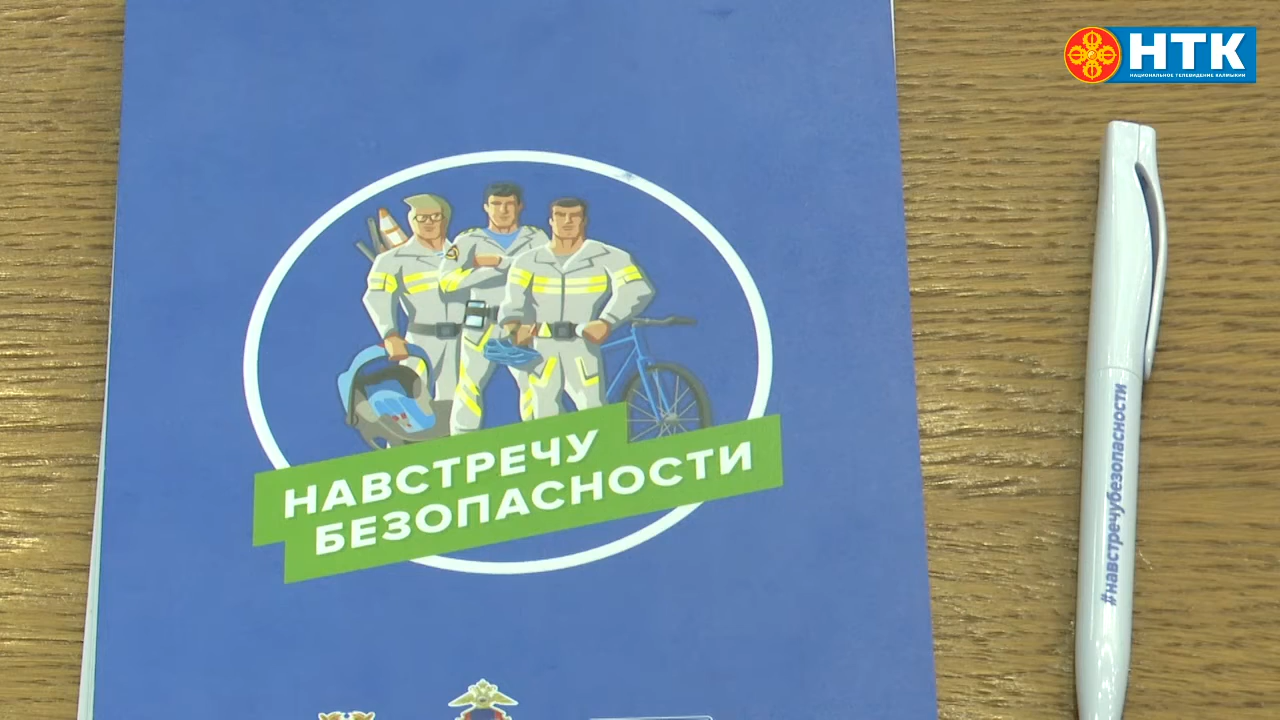 НТК
НАЦИОНАЛЬНОЕ ТЕЛЕВИДЕНИЕ КАЛМЫКИИ
НАВСТРЕЧУ
БЕЗОПАСНОСТИ
#навстречубезопасности